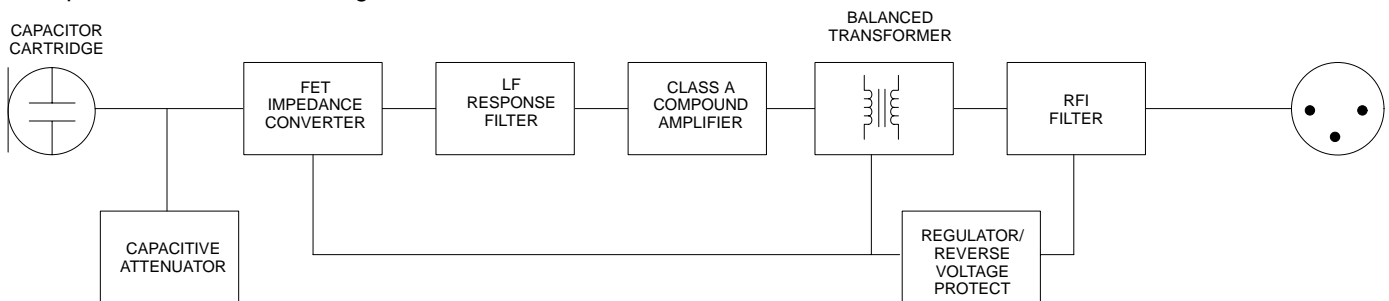 CAPACITOR
CARTRIDGE
BALANCED
TRANSFORMER
FET
IMPEDANCE
CONVERTER
LF
RESPONSE
FILTER
CLASS A
COMPOUND
AMPLIFIER
RFI
FILTER
CAPACITIVE
ATTENUATOR
REGULATOR/
REVERSE
VOLTAGE
PROTECT